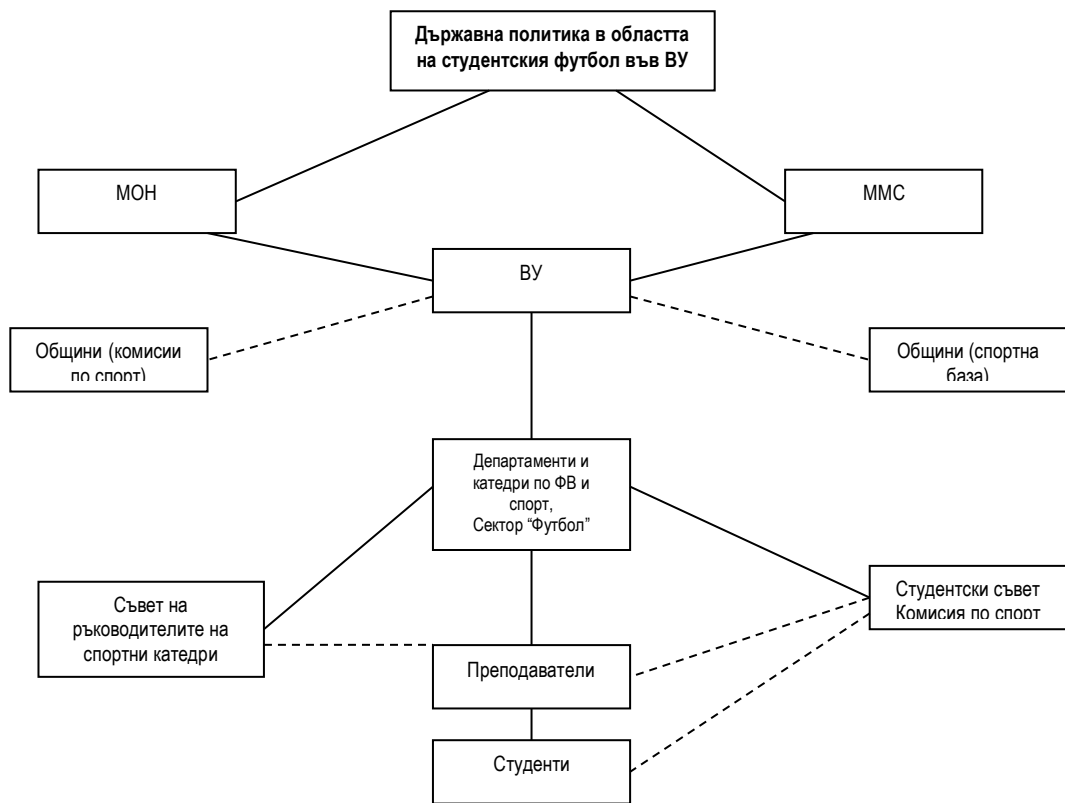 Държавна политика в областта
на студентския футбол във ВУ
МОН
ММС
ВУ
Общини (комисии
по спорт)
Общини (спортна
база)
Департаменти и
катедри по ФВ и
спорт,
Сектор “Футбол”
Съвет на
ръководителите на
спортни катедри
Студентски съвет
Комисия по спорт
Преподаватели
Студенти